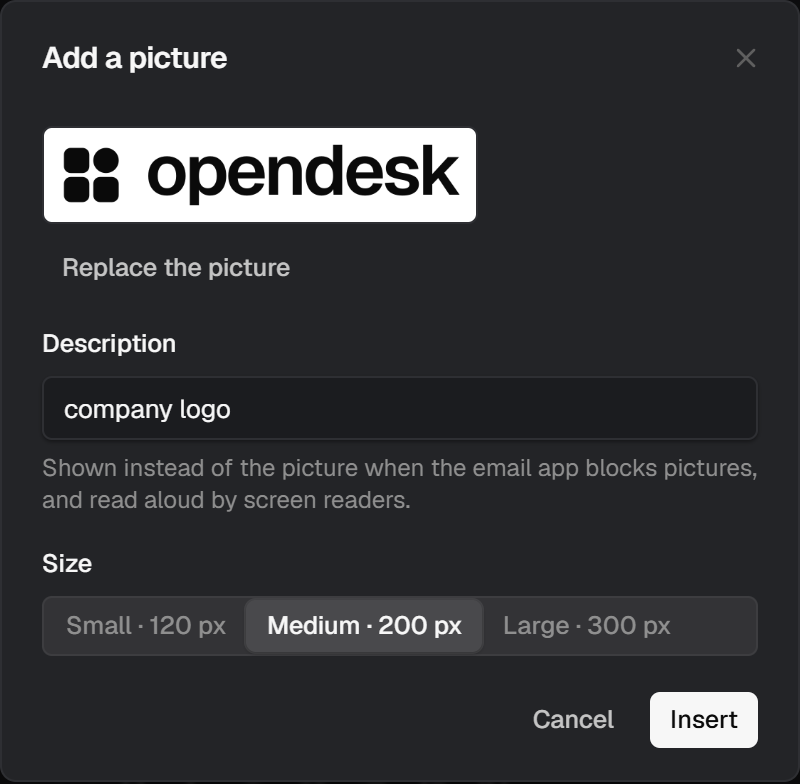 Add a picture
opendesk
Replace the picture
Description
company logo
Shown instead of the picture when the email app blocks pictures,
and read aloud by screen readers.
Size
Small · 120 px Medium · 200 px Large · 300 px
Cancel Insert